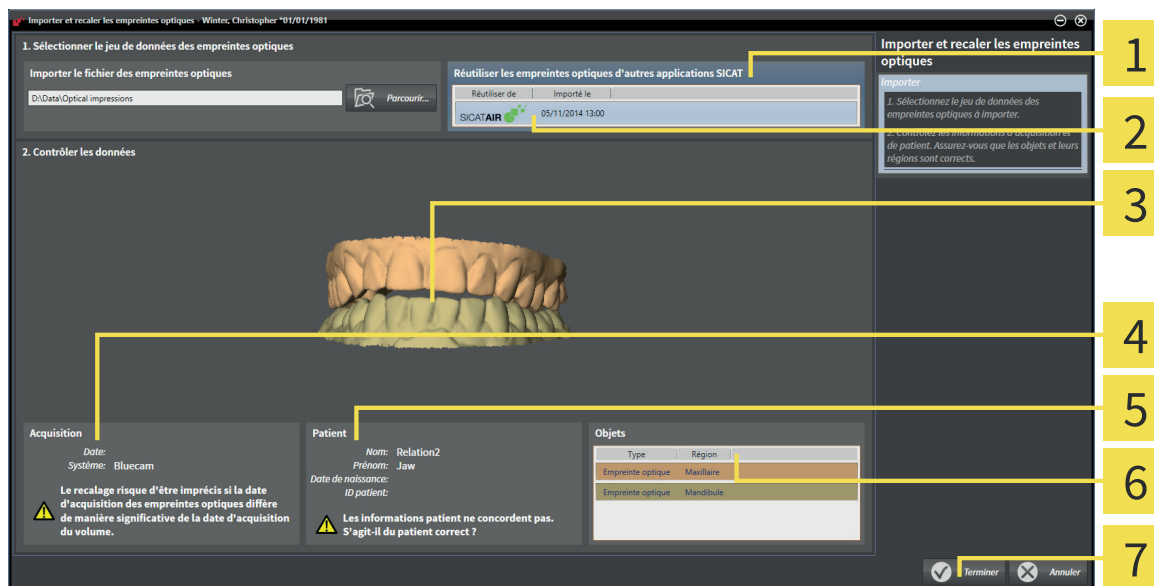 Importer et recaler les empreintes optiques - Winter, Christopher *01/01/1981
1. Sélectionner le jeu de données des empreintes optiques
Importer le fichier des empreintes optiques
D:\Data\Optical impressions
Parcourir...
Réutiliser les empreintes optiques d'autres applications SICAT
Réutiliser de
Importé le
SICATAIR
05/11/2014 13:00
Importer et recaler les empreintes
optiques
Importer
1. Sélectionnez le jeu de données des
empreintes optiques à importer.
2. Contrôlez les informations d'acquisition et
de patient. Assurez-vous que les objets et leurs
régions sont corrects.
2. Contrôler les données
Acquisition
Date:
Système: Bluecam
Le recalage risque d'être imprécis si la date
d'acquisition des empreintes optiques diffère
de manière significative de la date d'acquisition
du volume.
Patient
Nom: Relation2
Prénom: Jaw
Date de naissance:
ID patient:
Les informations patient ne concordent pas.
S'agit-il du patient correct ?
Objets
Type
Région
Empreinte optique Maxillaire
Empreinte optique Mandibule
Terminer
Annuler
1
2
3
4
5
6
7